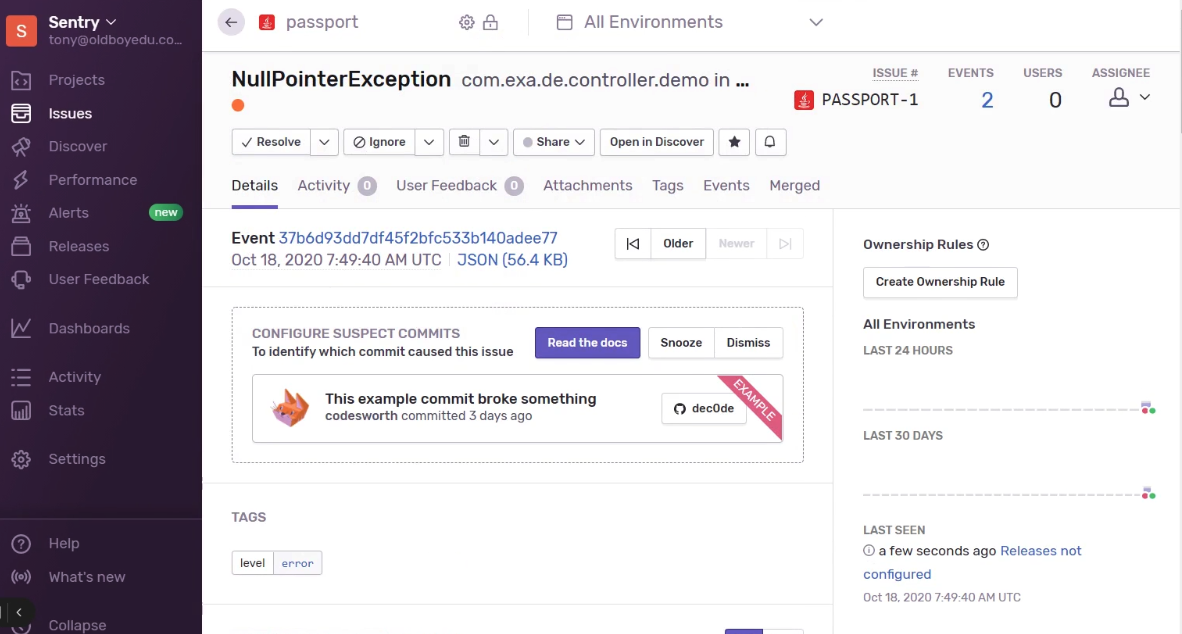 S
Sentry
tony@oldboyedu.co...
Projects
Issues
Discover
Performance
Alerts new
Releases
User Feedback
Dashboards
Activity
Stats
Settings
Help
What's new
Collapse
passport
All Environments
NullPointerException com.exa.de.controller.demo in ...
ISSUE # EVENTS USERS ASSIGNEE
PASSPORT-1 2 0
Resolve Ignore Share Open in Discover
Details Activity 0 User Feedback 0 Attachments Tags Events Merged
Event 37b6d93dd7df45f2bfc533b140adee77
Oct 18, 2020 7:49:40 AM UTC JSON (56.4 KB)
Older Newer
CONFIGURE SUSPECT COMMITS
To identify which commit caused this issue
Read the docs Snooze Dismiss
This example commit broke something
codesworth committed 3 days ago
dec0de
EXAMPLE
TAGS
level error
Ownership Rules
Create Ownership Rule
All Environments
LAST 24 HOURS
LAST 30 DAYS
LAST SEEN
a few seconds ago Releases not
configured
Oct 18, 2020 7:49:40 AM UTC